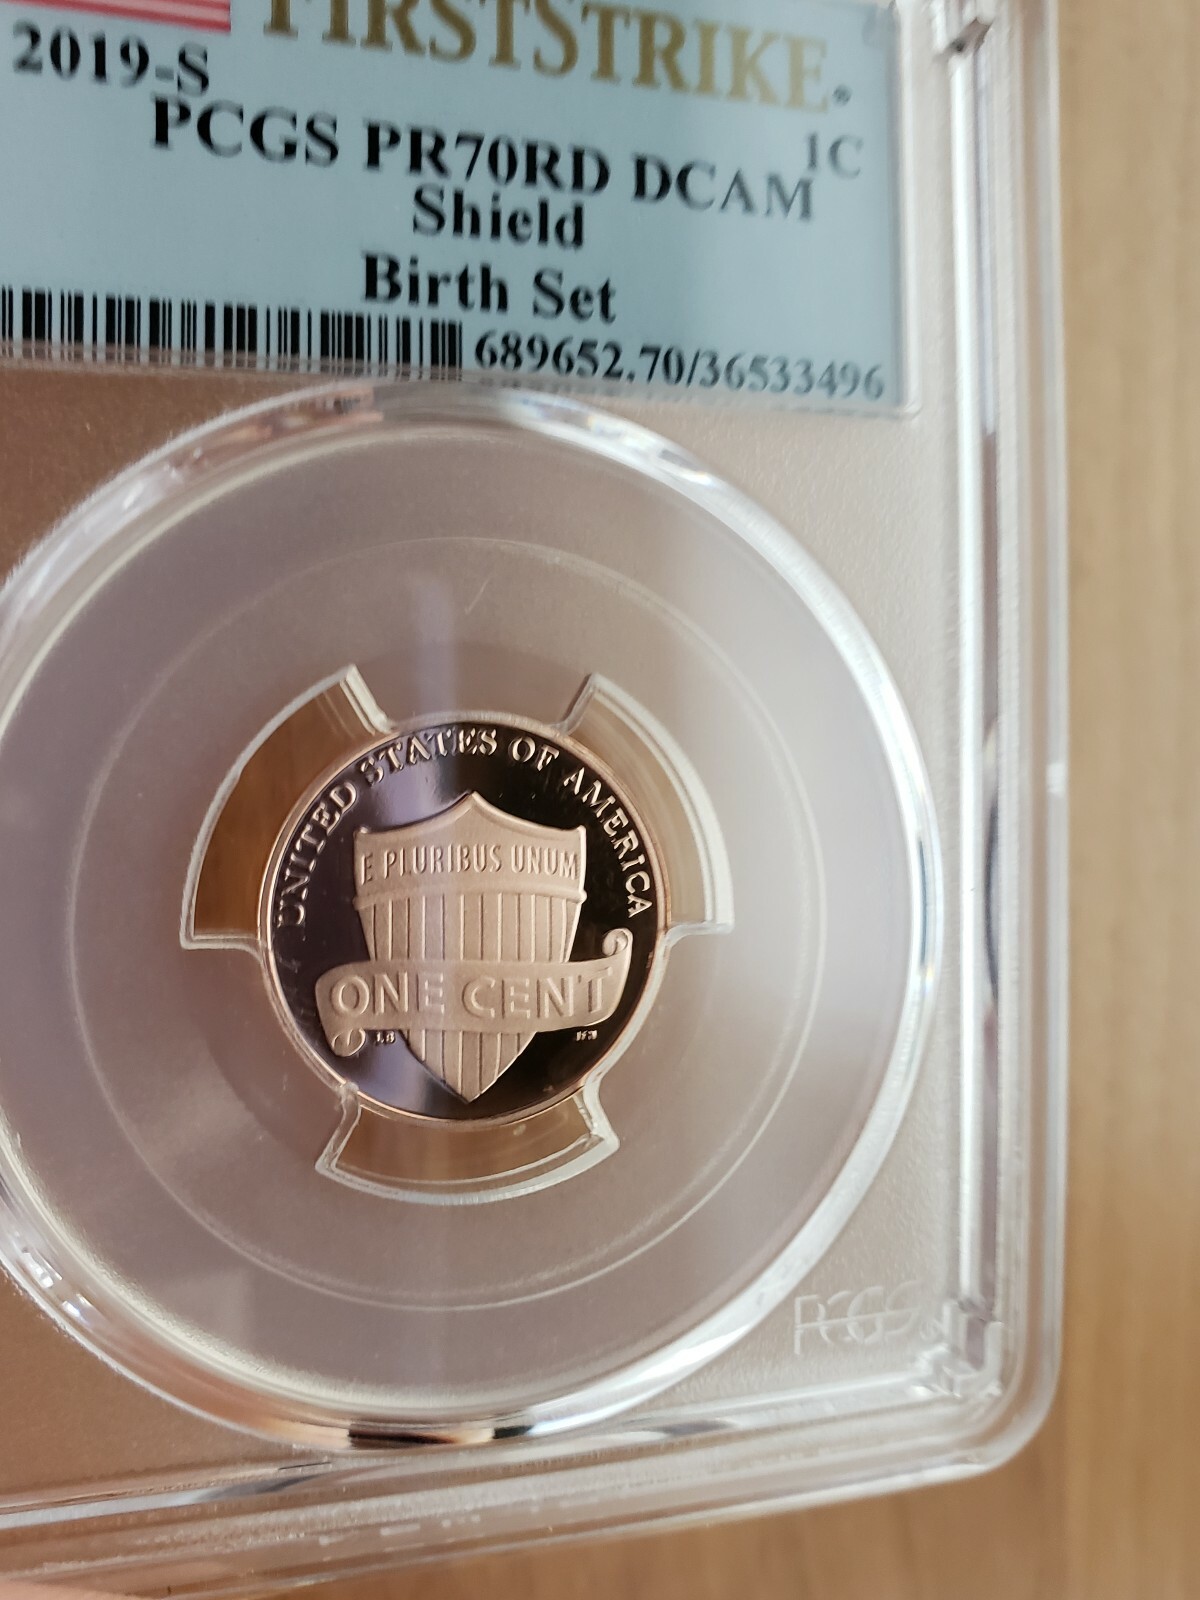 FIRSTSTRIKE®
2019-S 1C
PCGS PR70RD DCAM
Shield
Birth Set
689652.70/36533496
UNITED STATES OF AMERICA
E PLURIBUS UNUM
ONE CENT
LB
PCGS